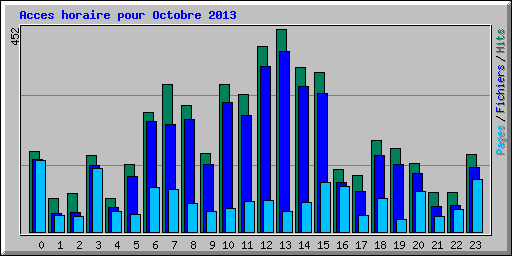 Acces horaire pour Octobre 2013
452
Pages / Fichiers / Hits
0 1 2 3 4 5 6 7 8 9 10 11 12 13 14 15 16 17 18 19 20 21 22 23